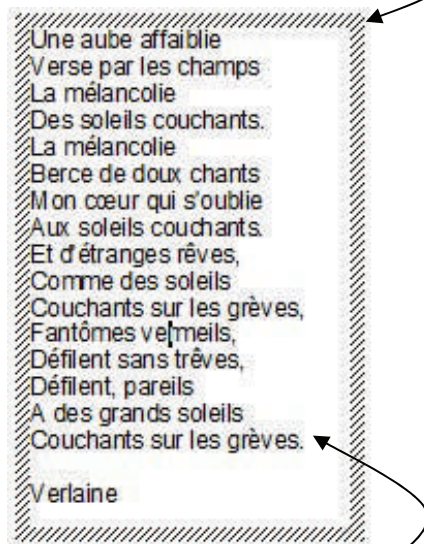 Une aube affaiblie
Verse par les champs
La mélancolie
Des soleils couchants.
La mélancolie
Berce de doux chants
Mon cœur qui s'oublie
Aux soleils couchants.
Et d'étranges rêves,
Comme des soleils
Couchants sur les grèves,
Fantômes vermeils,
Défilent sans trêves,
Défilent, pareils
A des grands soleils
Couchants sur les grèves.
Verlaine